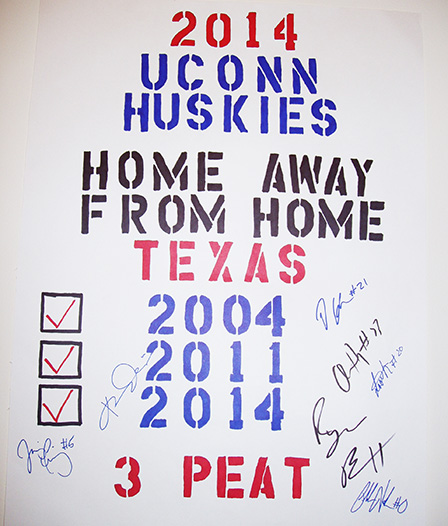 2014
UCONN
HUSKIES
HOME AWAY
FROM HOME
TEXAS
2004
2011
2014
3 PEAT
#21
#6